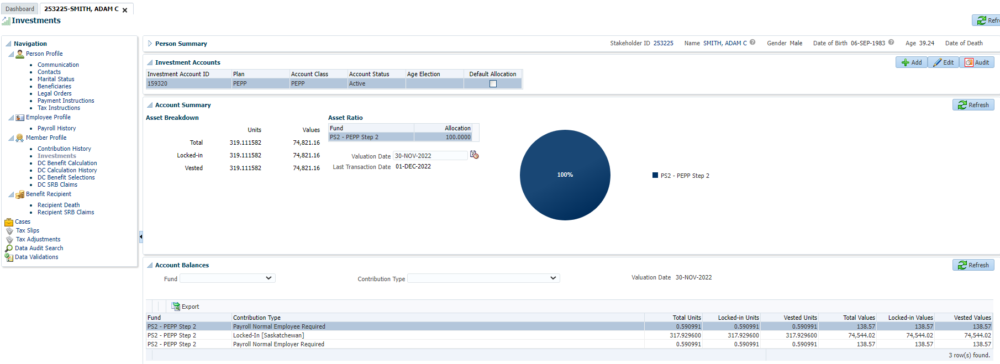 Dashboard 253225-SMITH, ADAM C
Investments
Navigation
Person Profile
Communication
Contacts
Marital Status
Beneficiaries
Legal Orders
Payment Instructions
Tax Instructions
Employee Profile
Payroll History
Member Profile
Contribution History
Investments
DC Benefit Calculation
DC Calculation History
DC Benefit Selections
DC SRB Claims
Benefit Recipient
Recipient Death
Recipient SRB Claims
Cases
Tax Slips
Tax Adjustments
Data Audit Search
Data Validations
Refr
Person Summary Stakeholder ID 253225 Name SMITH, ADAM C Gender Male Date of Birth 06-SEP-1983 Age 39.24 Date of Death
Investment Accounts Add Edit Audit
Investment Account ID Plan Account Class Account Status Age Election Default Allocation
159320 PEPP PEPP Active
Account Summary Refresh
Asset Breakdown
Units Values
Total 319.111582 74,821.16
Locked-in 319.111582 74,821.16
Vested 319.111582 74,821.16
Asset Ratio
Fund Allocation
PS2 - PEPP Step 2 100.0000
Valuation Date 30-NOV-2022
Last Transaction Date 01-DEC-2022
100%
PS2 - PEPP Step 2
Account Balances Refresh
Fund Contribution Type Valuation Date 30-NOV-2022
Export
Fund Contribution Type Total Units Locked-in Units Vested Units Total Values Locked-in Values Vested Values
PS2 - PEPP Step 2 Payroll Normal Employee Required 0.590991 0.590991 0.590991 138.57 138.57 138.57
PS2 - PEPP Step 2 Locked-In [Saskatchewan] 317.929600 317.929600 317.929600 74,544.02 74,544.02 74,544.02
PS2 - PEPP Step 2 Payroll Normal Employer Required 0.590991 0.590991 0.590991 138.57 138.57 138.57
3 row(s) found.